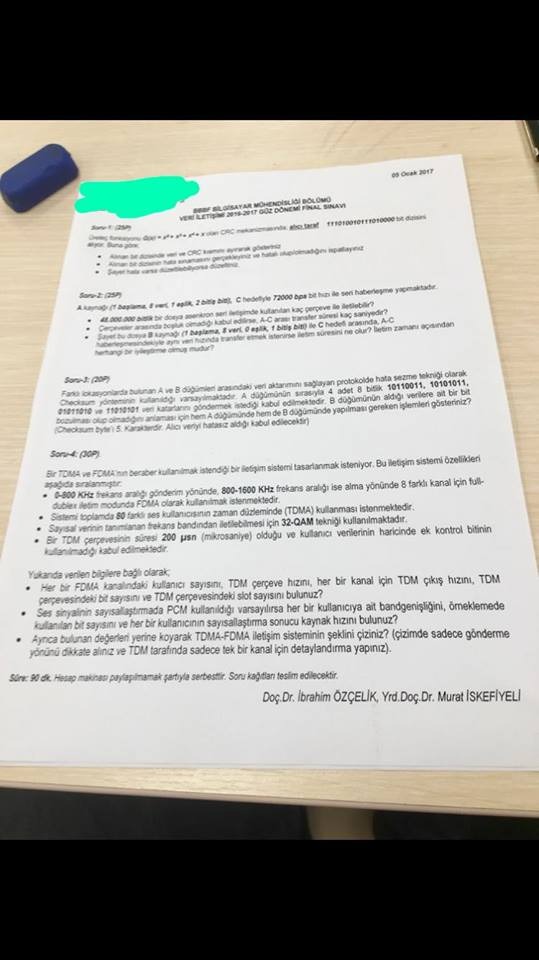 05 Ocak 2017
BBBF BİLGİSAYAR MÜHENDİSLİĞİ BÖLÜMÜ
VERİ İLETİŞİMİ 2016-2017 GÜZ DÖNEMİ FİNAL SINAVI
Soru-1: (25P)
Üreteç fonksiyonu olan CRC mekanizmasında, alıcı taraf 1110100101110100000 bit dizisini
alıyor. Buna göre;
• Alınan bit dizisinde veri ve CRC kısmını ayırarak gösteriniz
• Alınan bit dizisinin hata sınamasını gerçekleyiniz ve hatalı olup/olmadığını ispatlayınız
• Şayet hata varsa düzeltilebiliyorsa düzeltiniz.
Soru-2: (25P)
A kaynağı (1 başlama, 8 veri, 1 eşlik, 2 bitiş biti), C hedefiyle 72000 bps bit hızı ile seri haberleşme yapmaktadır.
• 48.000.000 bitlik bir dosya asenkron seri iletişimde kullanılan kaç çerçeve ile iletilebilir?
• Çerçeveler arasında boşluk olmadığı kabul edilirse, A-C arası transfer süresi kaç saniyedir?
• Şayet bu dosya B kaynağı (1 başlama, 8 veri, 0 eşlik, 1 bitiş biti) ile C hedefi arasında, A-C
haberleşmesindekiyle aynı veri hızında transfer etmek istenirse iletim süresini ne olur? İletim zamanı açısından
herhangi bir iyileştirme olmuş mudur?
Soru-3: (20P)
Farklı lokasyonlarda bulunan A ve B düğümleri arasındaki veri aktarımını sağlayan protokolde hata sezme tekniği olarak
Checksum yönteminin kullanıldığı varsayılmaktadır. A düğümünün sırasıyla 4 adet 8 bitlik 10110011, 10101011,
01011010 ve 11010101 veri katarlarını göndermek istediği kabul edilmektedir. B düğümünün aldığı verilere ait bir bit
bozulması olup olmadığını anlaması için hem A düğümünde hem de B düğümünde yapılması gereken işlemleri gösteriniz?
(Checksum byte'ı 5. Karakterdir. Alıcı veriyi hatasız aldığı kabul edilecektir)
Soru-4: (30P).
Bir TDMA ve FDMA'nın beraber kullanılmak istendiği bir iletişim sistemi tasarlanmak isteniyor. Bu iletişim sistemi özellikleri
aşağıda sıralanmıştır:
• 0-800 KHz frekans aralığı gönderim yönünde, 800-1600 KHz frekans aralığı ise alma yönünde 8 farklı kanal için full-
dublex iletim modunda FDMA olarak kullanılmak istenmektedir.
• Sistemi toplamda 80 farklı ses kullanıcısının zaman düzleminde (TDMA) kullanması istenmektedir.
• Sayısal verinin tanımlanan frekans bandından iletilebilmesi için 32-QAM tekniği kullanılmaktadır.
• Bir TDM çerçevesinin süresi 200 µsn (mikrosaniye) olduğu ve kullanıcı verilerinin haricinde ek kontrol bitinin
kullanılmadığı kabul edilmektedir.
Yukarıda verilen bilgilere bağlı olarak;
• Her bir FDMA kanalındaki kullanıcı sayısını, TDM çerçeve hızını, her bir kanal için TDM çıkış hızını, TDM
çerçevesindeki bit sayısını ve TDM çerçevesindeki slot sayısını bulunuz?
• Ses sinyalinin sayısallaştırmada PCM kullanıldığı varsayılırsa her bir kullanıcıya ait bandgenişliğini, örneklemede
kullanılan bit sayısını ve her bir kullanıcının sayısallaştırma sonucu kaynak hızını bulunuz?
• Ayrıca bulunan değerleri yerine koyarak TDMA-FDMA iletişim sisteminin şeklini çiziniz? (çizimde sadece gönderme
yönünü dikkate alınız ve TDM tarafında sadece tek bir kanal için detaylandırma yapınız).
Süre: 90 dk. Hesap makinası paylaşılmamak şartıyla serbesttir. Soru kağıtları teslim edilecektir.
Doç.Dr. İbrahim ÖZÇELİK, Yrd.Doç.Dr. Murat İSKEFİYELİ